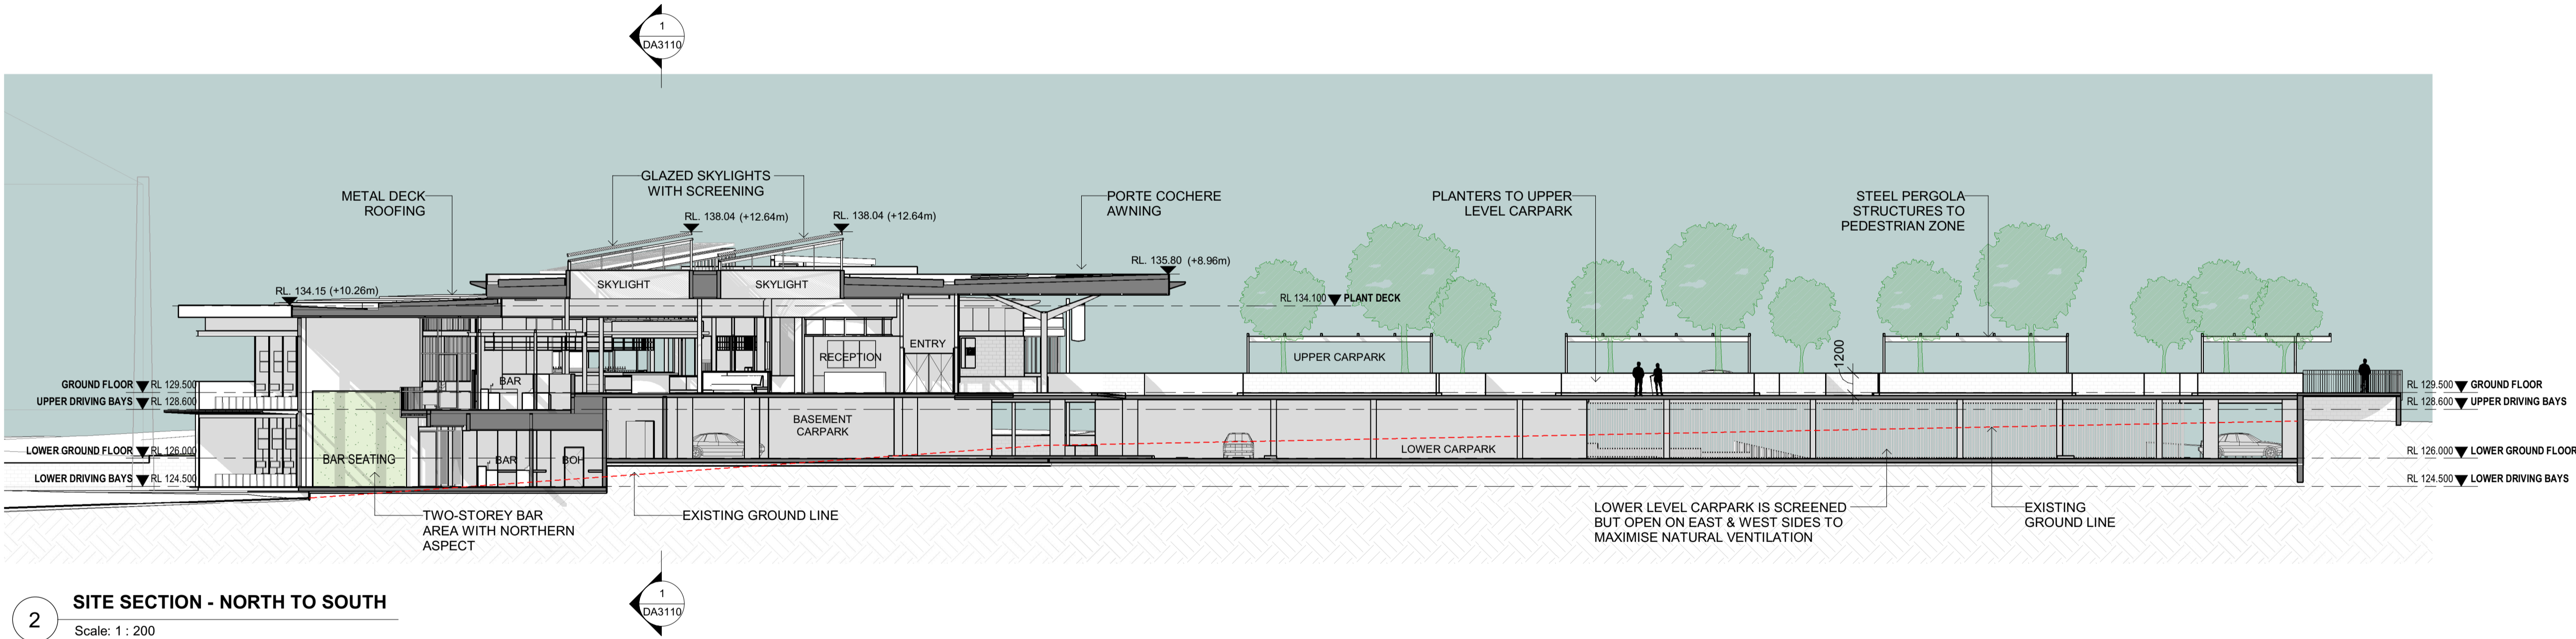 1
DA3110
GLAZED SKYLIGHTS
WITH SCREENING
METAL DECK
ROOFING
PORTE COCHERE
AWNING
PLANTERS TO UPPER
LEVEL CARPARK
STEEL PERGOLA
STRUCTURES TO
PEDESTRIAN ZONE
RL. 138.04 (+12.64m)
RL. 138.04 (+12.64m)
RL. 135.80 (+8.96m)
RL. 134.15 (+10.26m)
SKYLIGHT
SKYLIGHT
RL 134.100 PLANT DECK
RECEPTION
ENTRY
UPPER CARPARK
1200
BAR
GROUND FLOOR RL 129.500
UPPER DRIVING BAYS RL 128.600
RL 129.500 GROUND FLOOR
RL 128.600 UPPER DRIVING BAYS
BASEMENT
CARPARK
LOWER GROUND FLOOR RL 126.000
LOWER DRIVING BAYS RL 124.500
BAR SEATING
BAR
BOH
LOWER CARPARK
RL 126.000 LOWER GROUND FLOOR
RL 124.500 LOWER DRIVING BAYS
TWO-STOREY BAR
AREA WITH NORTHERN
ASPECT
EXISTING GROUND LINE
LOWER LEVEL CARPARK IS SCREENED
BUT OPEN ON EAST & WEST SIDES TO
MAXIMISE NATURAL VENTILATION
EXISTING
GROUND LINE
1
DA3110
2
SITE SECTION - NORTH TO SOUTH
Scale: 1 : 200